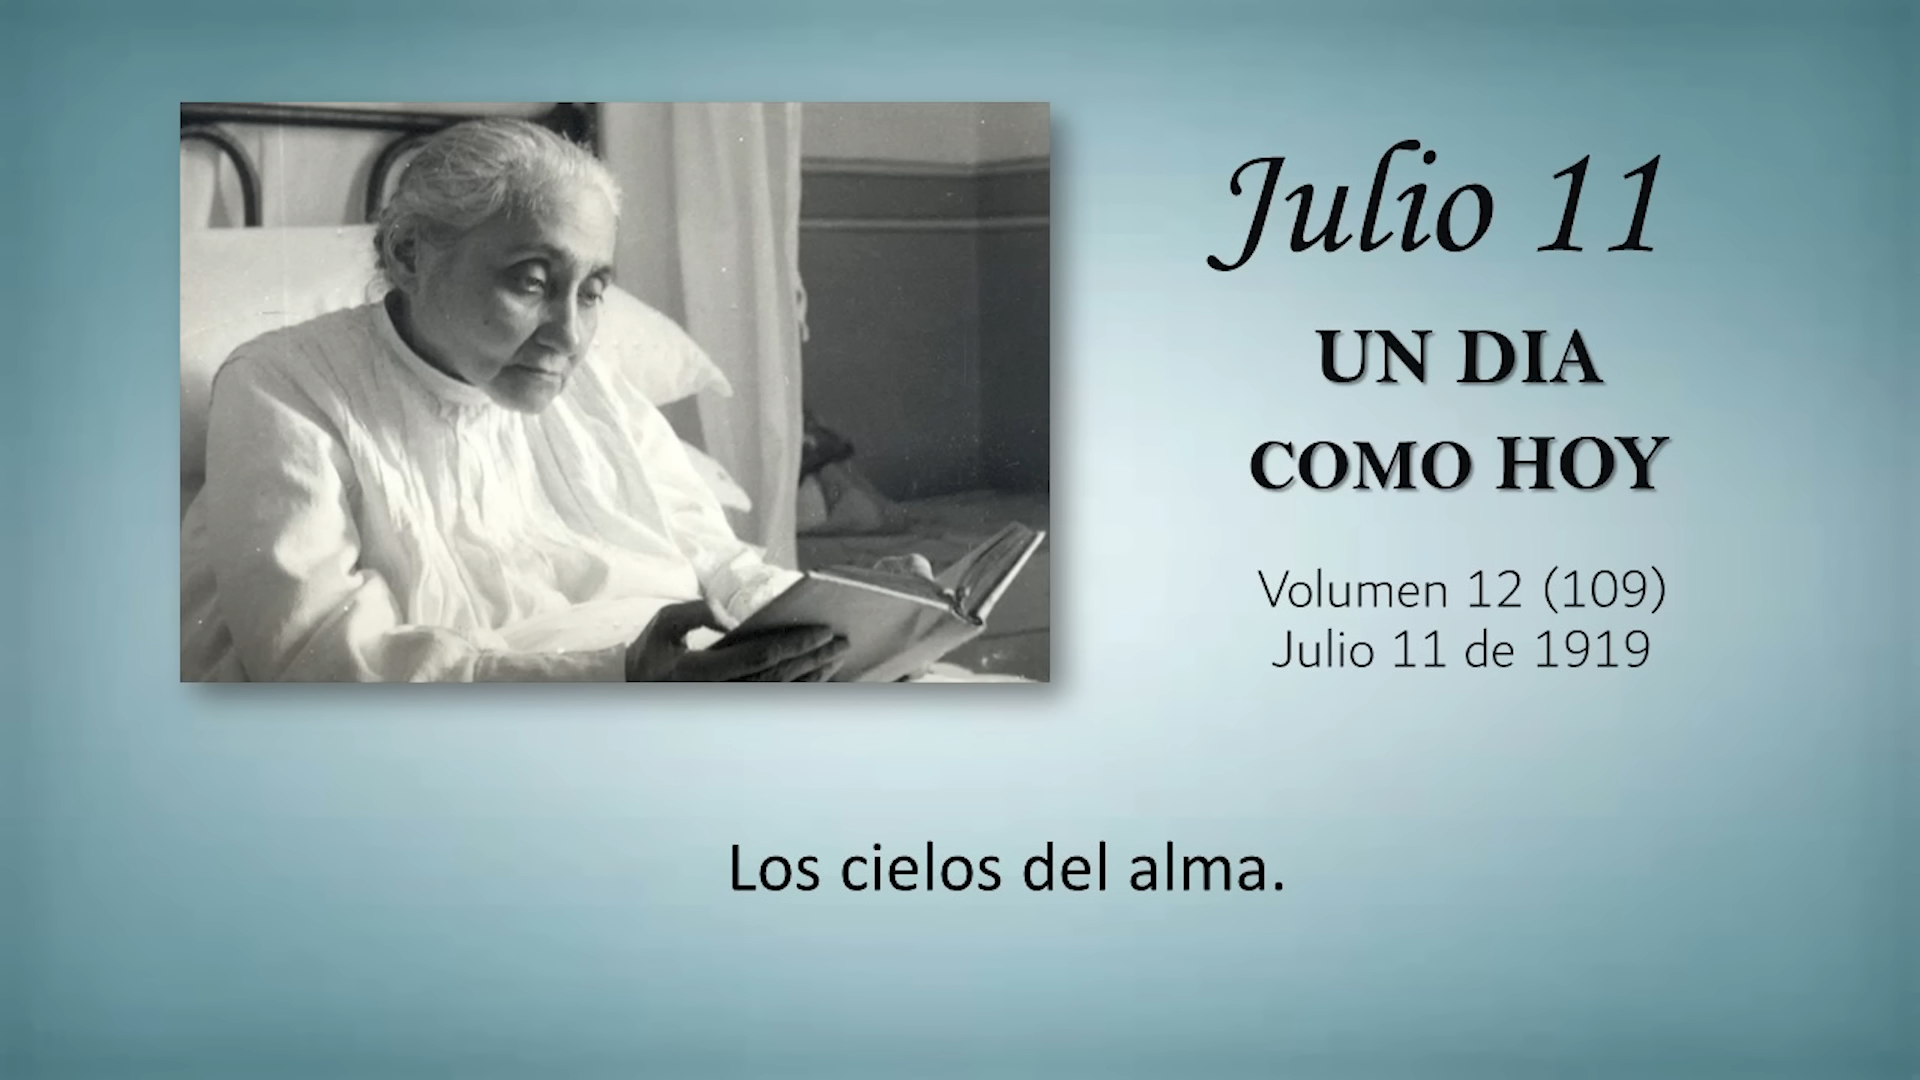 Julio 11
UN DIA
COMO HOY
Volumen 12 (109)
Julio 11 de 1919
Los cielos del alma.